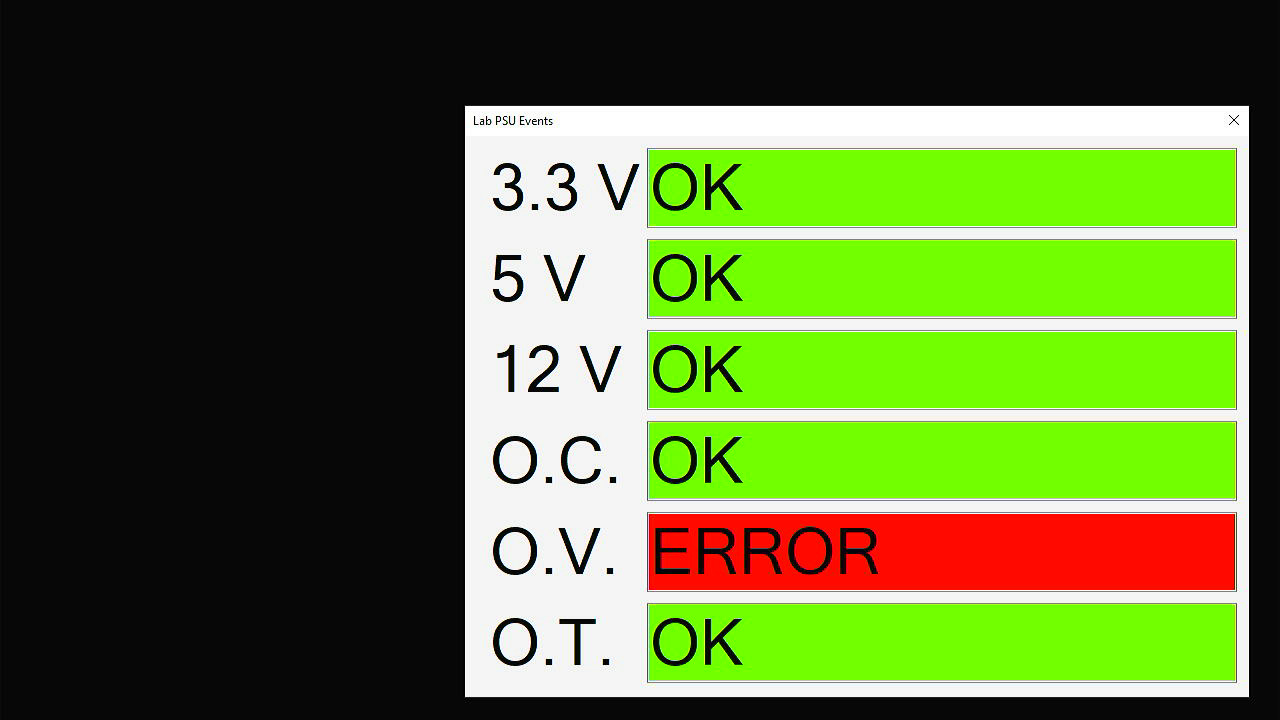 Lab PSU Events
3.3 V OK
5 V OK
12 V OK
O.C. OK
O.V. ERROR
O.T. OK